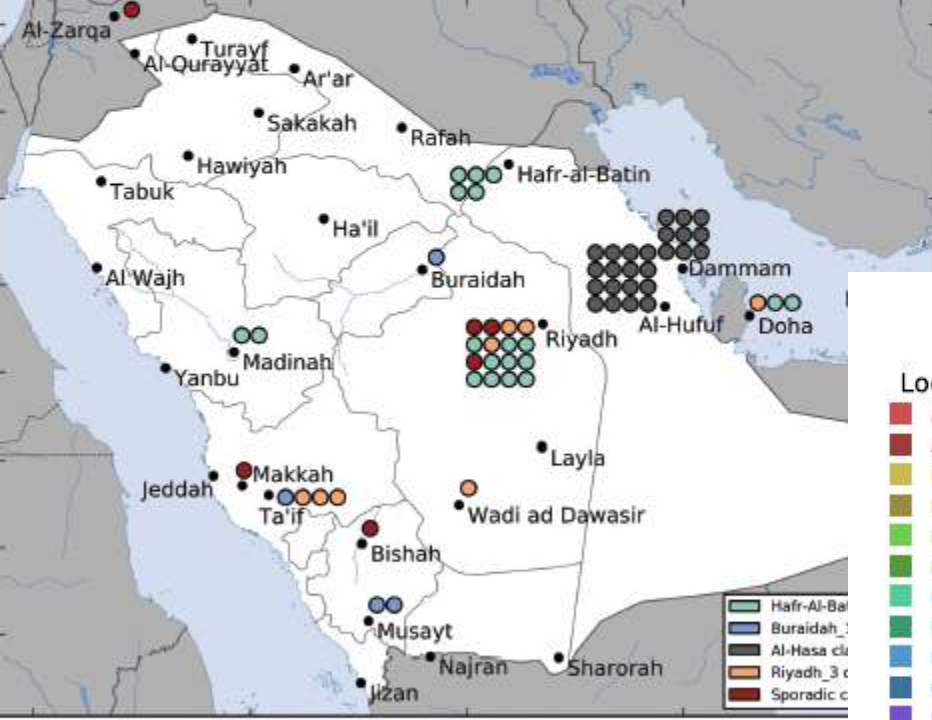 Al-Zarqa
Turayf
Al-Qurayyat
Ar'ar
Sakakah
Rafah
Hawiyah
Hafr-al-Batin
Tabuk
Ha'il
Al Wajh
Buraidah
Dammam
Al-Hufuf
Doha
Riyadh
Madinah
Yanbu
Layla
Makkah
Jeddah
Ta'if
Wadi ad Dawasir
Bishah
Musayt
Najran
Sharorah
Jizan
Hafr-Al-Bat
Buraidah_1
Al-Hasa cla
Riyadh_3 c
Sporadic c
Lo